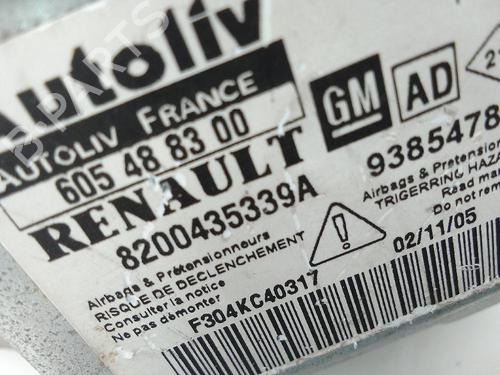 Autoliv
AUTOLIV FRANCE
605 48 83 00
RENAULT
8200435339A
Airbags & Prétensionneurs
RISQUE DE DECLENCHEMENT
Consulter la notice
Ne pas démonter
F304KC40317
GM
AD
9385478
Airbags & Pretension
TRIGERRING HAZA
Read man
Do not rem
02/11/05
B-PARTS